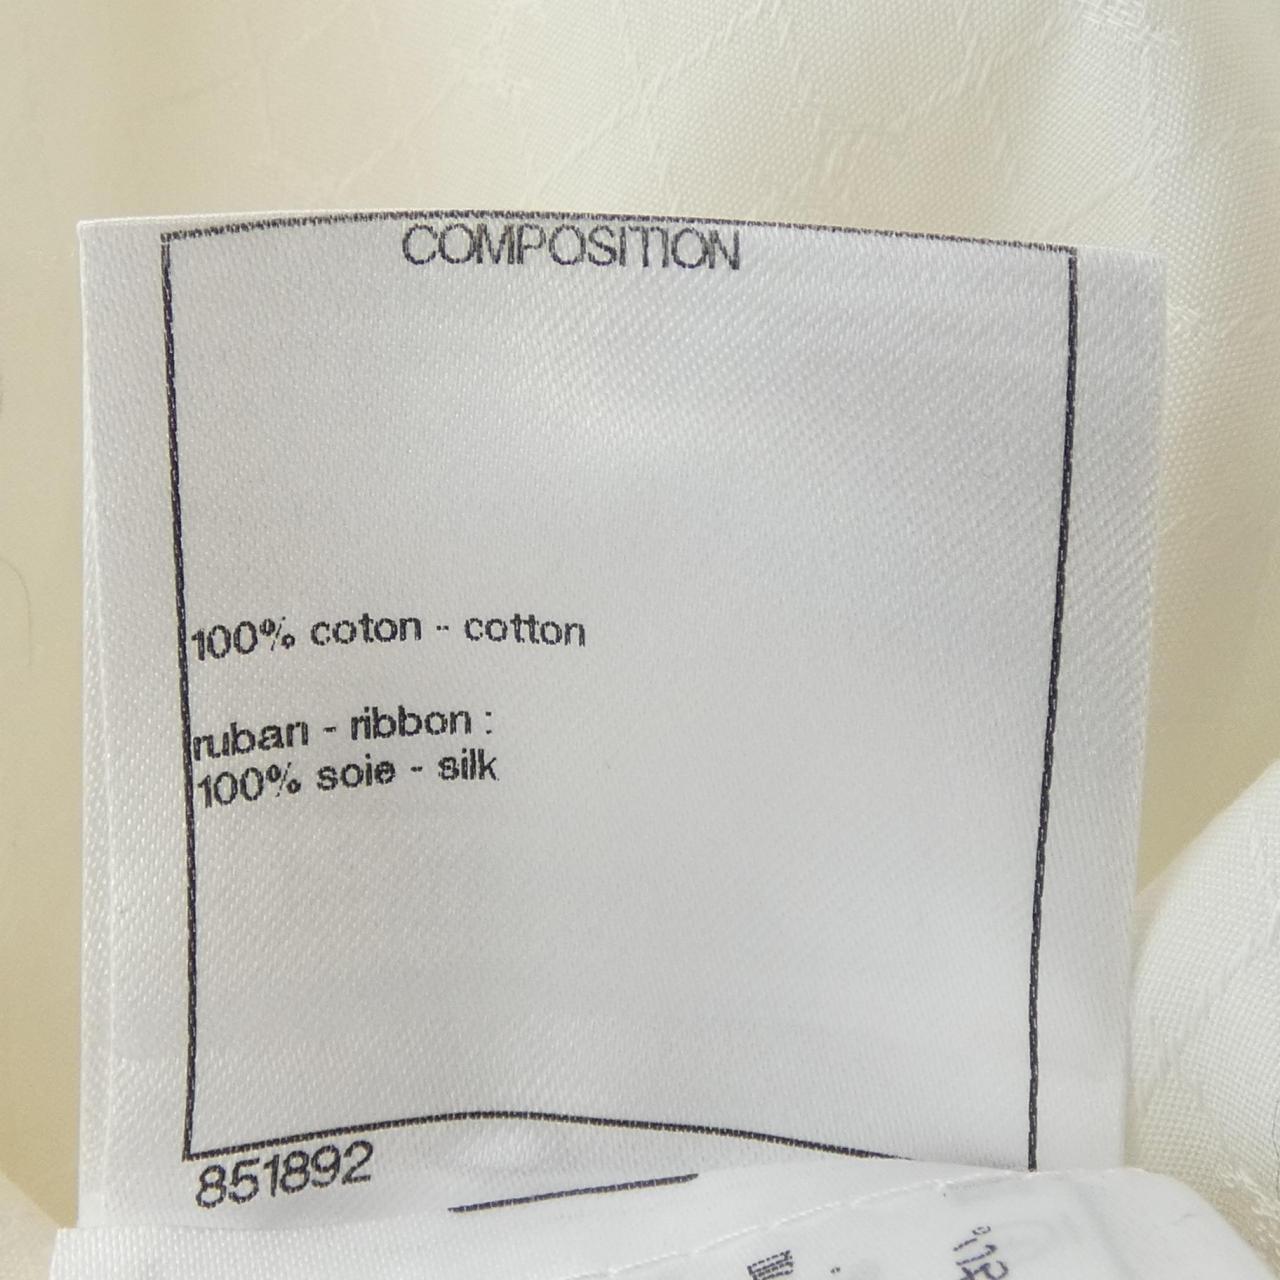 COMPOSITION
100% coton - cotton
ruban - ribbon :
100% soie - silk
851892